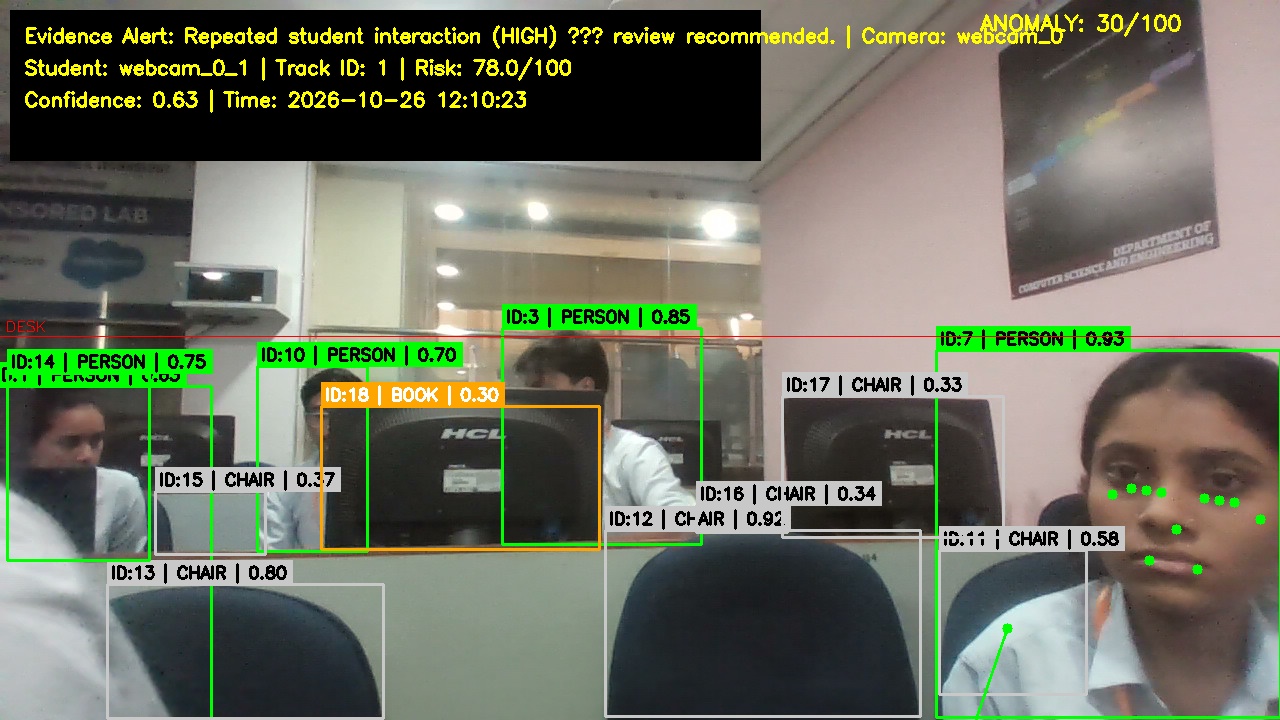 Evidence Alert: Repeated student interaction (HIGH) ??? review recommended. | Camera: webcam_0
ANOMALY: 30/100
Student: webcam_0_1 | Track ID: 1 | Risk: 78.0/100
Confidence: 0.63 | Time: 2026-10-26 12:10:23
NSORED LAB
DEPARTMENT OF
COMPUTER SCIENCE AND ENGINEERING
DESK
ID:3 | PERSON | 0.85
ID:7 | PERSON | 0.93
ID:14 | PERSON | 0.75
ID:10 | PERSON | 0.70
PERSON | 0.63
ID:17 | CHAIR | 0.33
ID:18 | BOOK | 0.30
HCL
HCL
HCL
ID:15 | CHAIR | 0.37
ID:16 | CHAIR | 0.34
ID:12 | CHAIR | 0.92
ID:11 | CHAIR | 0.58
ID:13 | CHAIR | 0.80